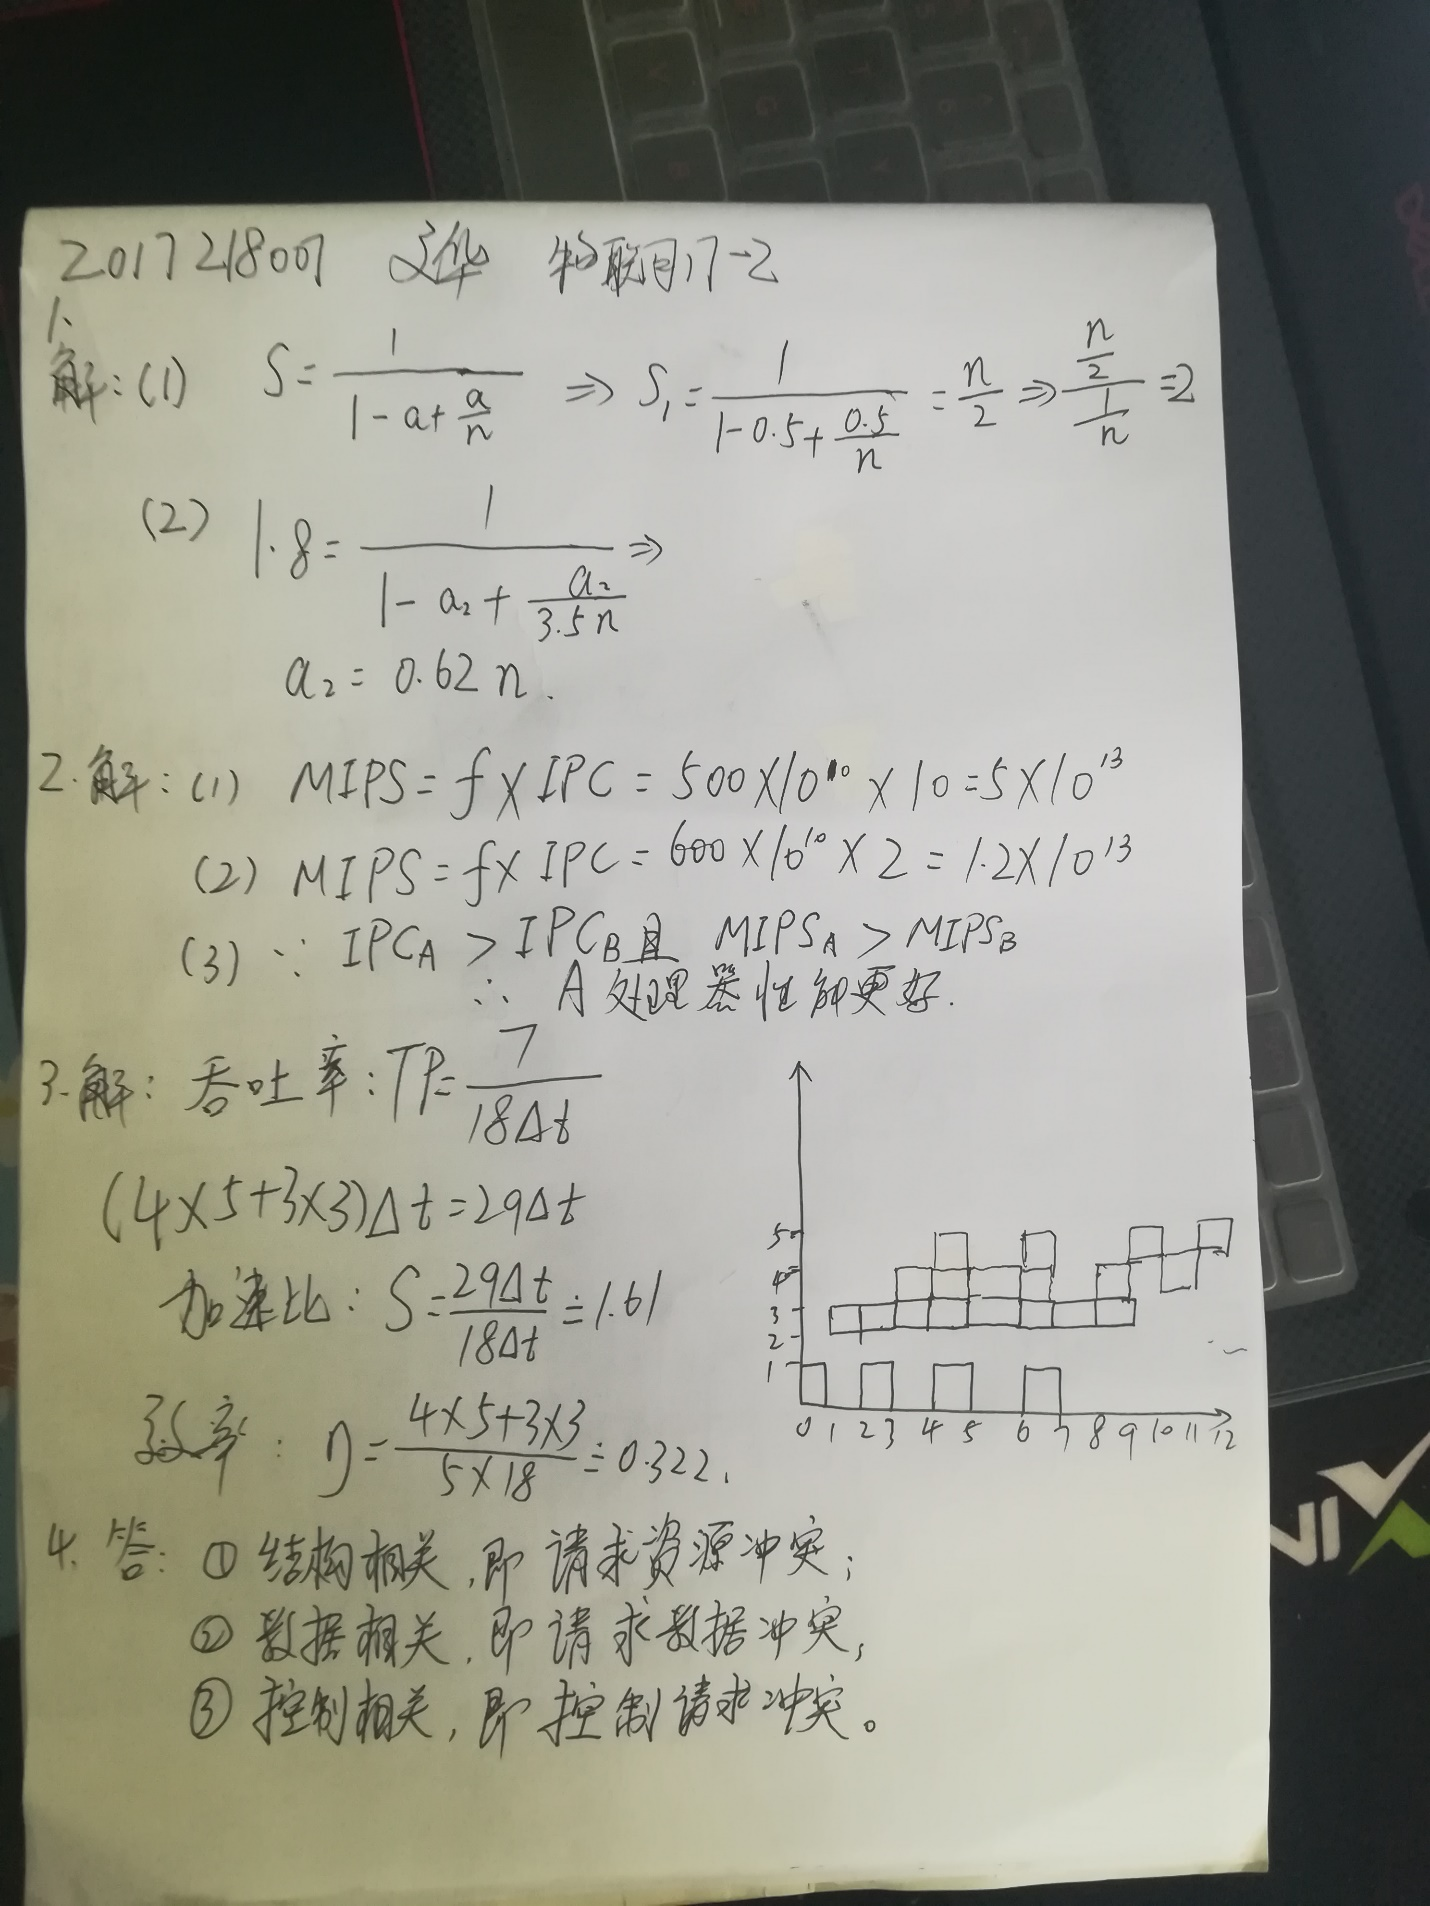 2017218007 文华 物联网17-2
1、
解:(1) S=1/(1-a+a/n) ⇒ S₁=1/(1-0.5+0.5/n)=n/2 ⇒ (n/2)/(1/n)=2
(2) 1.8=1/(1-a₂+a₂/3.5n) ⇒
a₂=0.62n.
2.解:(1) MIPS=f×IPC=500×10¹⁰×10=5×10¹³
(2) MIPS=f×IPC=600×10¹⁰×2=1.2×10¹³
(3) ∵ IPC_A > IPC_B且 MIPS_A > MIPS_B
∴ A处理器性能更好.
3.解:吞吐率:TP=7/18Δt
(4×5+3×3)Δt=29Δt
加速比:S=29Δt/18Δt≐1.61
效率:η=(4×5+3×3)/(5×18)≐0.322.
5
4
3
2
1
0 1 2 3 4 5 6 7 8 9 10 11 12
4.答:①结构相关,即请求资源冲突;
②数据相关,即请求数据冲突;
③控制相关,即控制请求冲突。